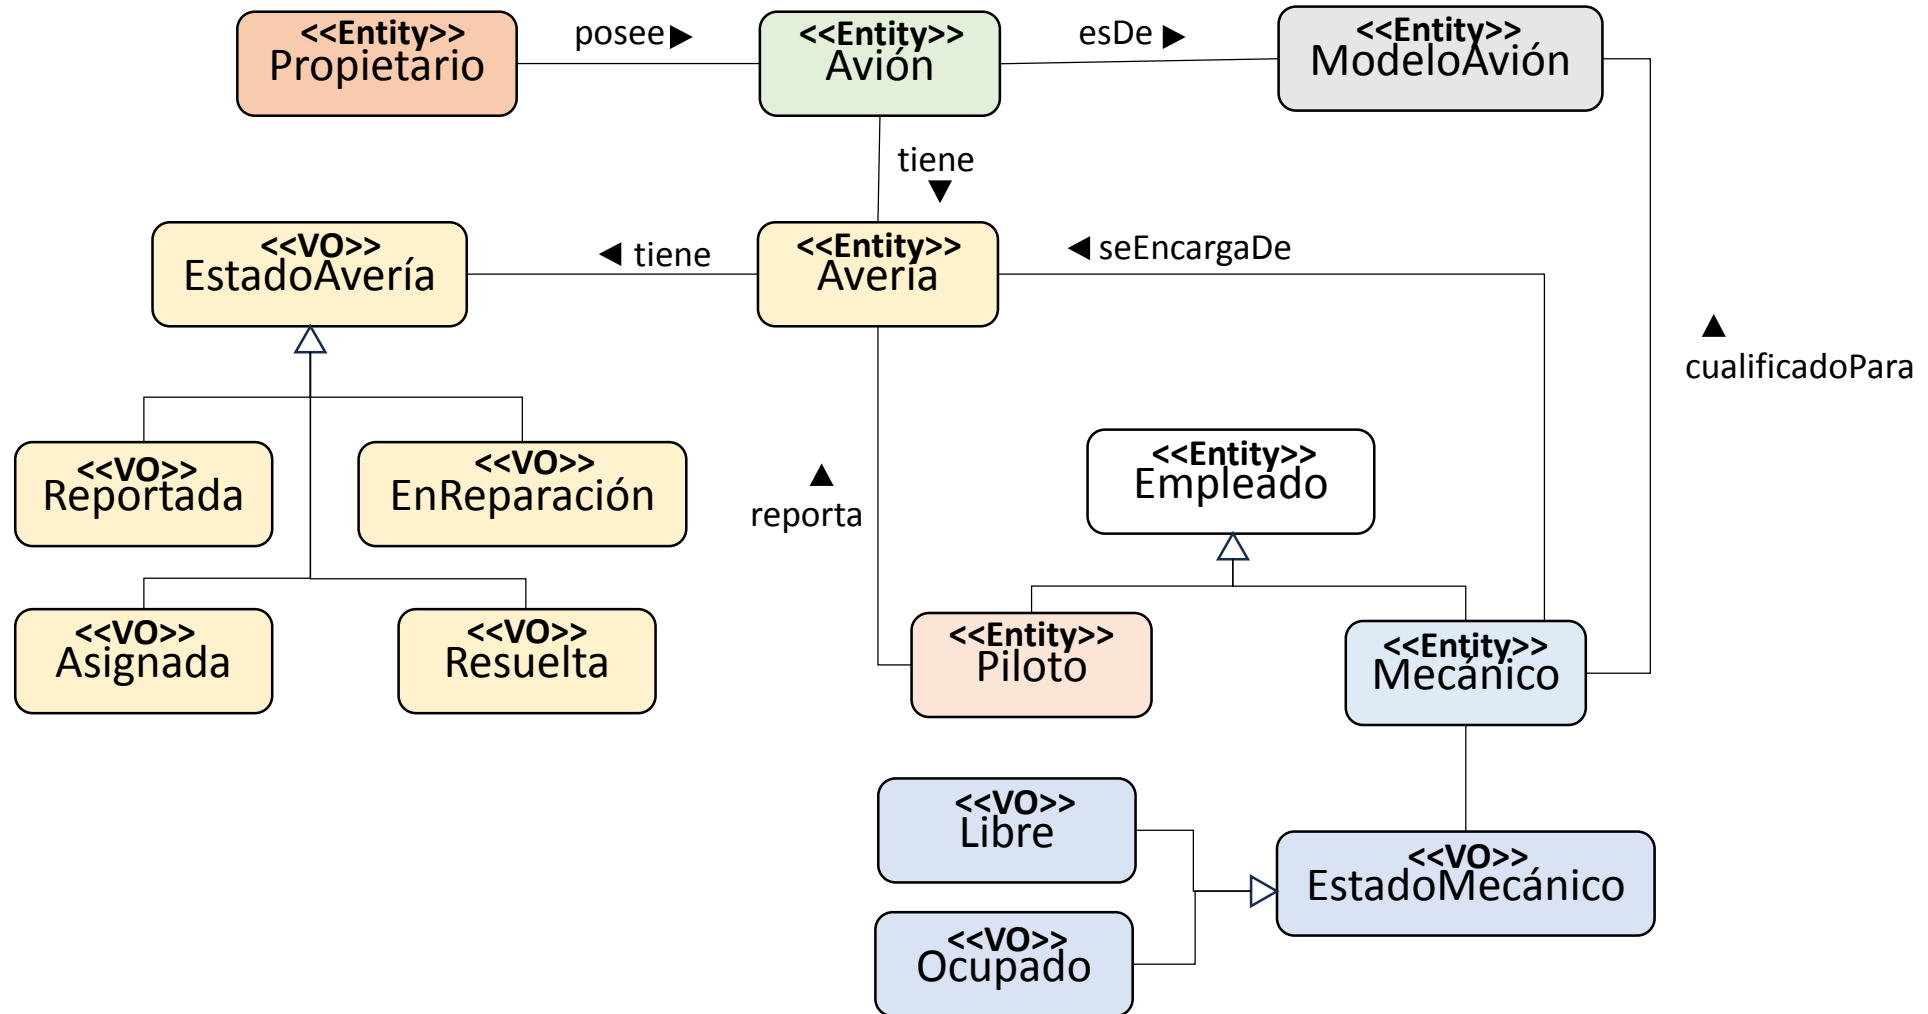 <<Entity>>
Propietario
posee
<<Entity>>
Avión
esDe
<<Entity>>
ModeloAvión
tiene
<<VO>>
EstadoAvería
tiene
<<Entity>>
Avería
seEncargaDe
cualificadoPara
<<VO>>
Reportada
<<VO>>
EnReparación
reporta
<<Entity>>
Empleado
<<VO>>
Asignada
<<VO>>
Resuelta
<<Entity>>
Piloto
<<Entity>>
Mecánico
<<VO>>
Libre
<<VO>>
EstadoMecánico
<<VO>>
Ocupado